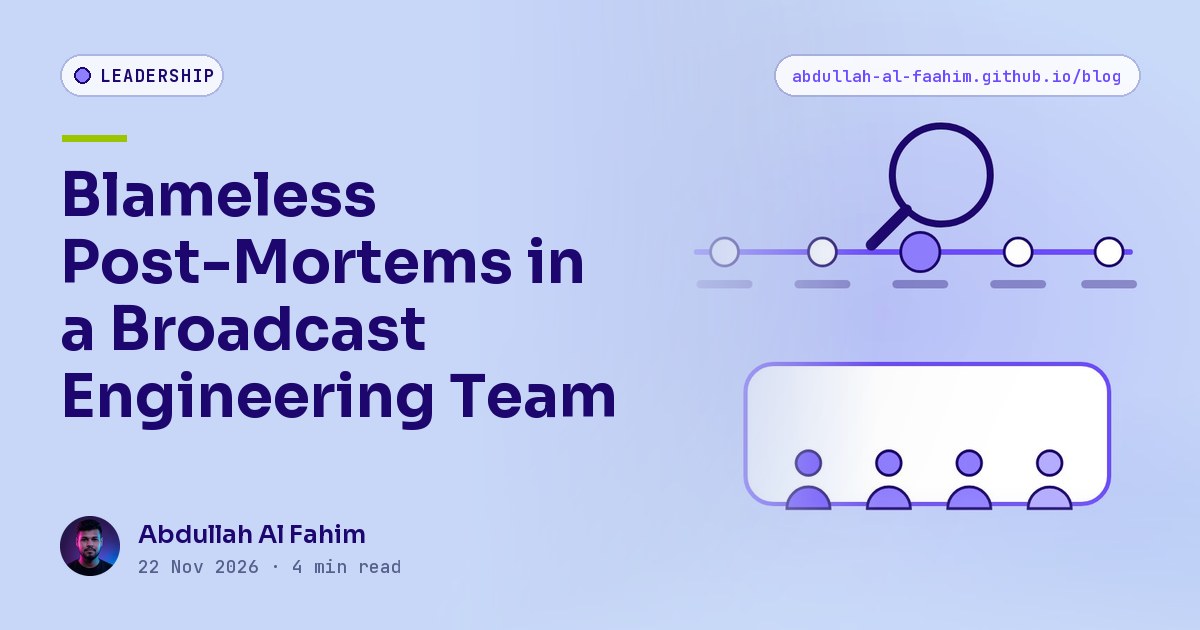 LEADERSHIP
abdullah-al-faahim.github.io/blog
Blameless
Post-Mortems in
a Broadcast
Engineering Team
Abdullah Al Fahim
22 Nov 2026 · 4 min read